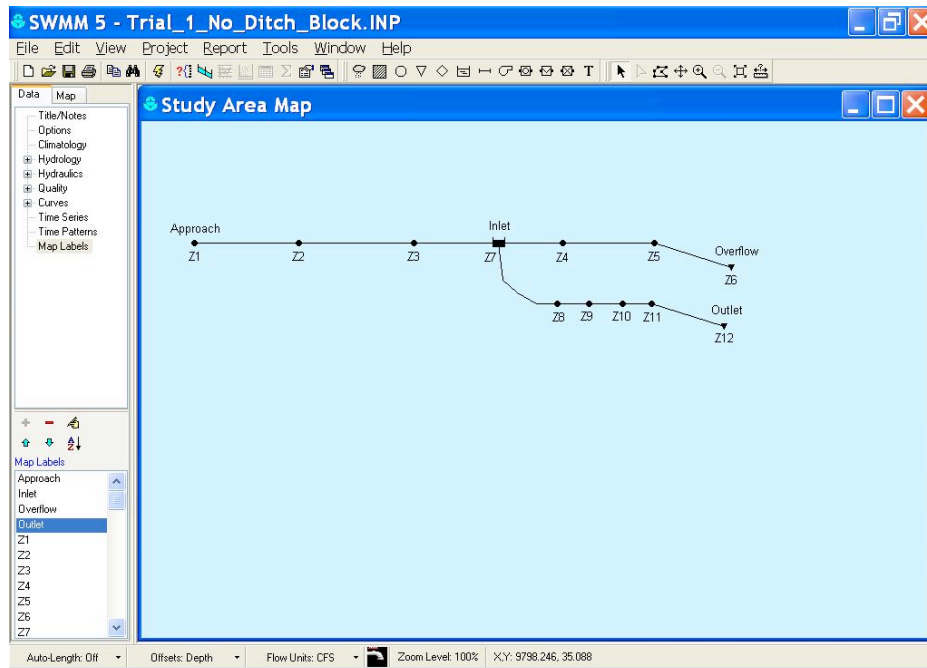 SWMM 5 - Trial_1_No_Ditch_Block.INP
File Edit View Project Report Tools Window Help
T
Data Map
Title/Notes
Options
Climatology
Hydrology
Hydraulics
Quality
Curves
Time Series
Time Patterns
Map Labels
Study Area Map
Approach Inlet
Z1 Z2 Z3 Z7 Z4 Z5
Overflow
Z6
Outlet
Z8 Z9 Z10 Z11
Z12
Map Labels
Approach
Inlet
Overflow
Outlet
Z1
Z2
Z3
Z4
Z5
Z6
Z7
Auto-Length: Off Offsets: Depth Flow Units: CFS Zoom Level: 100% X,Y: 9798.246, 35.088